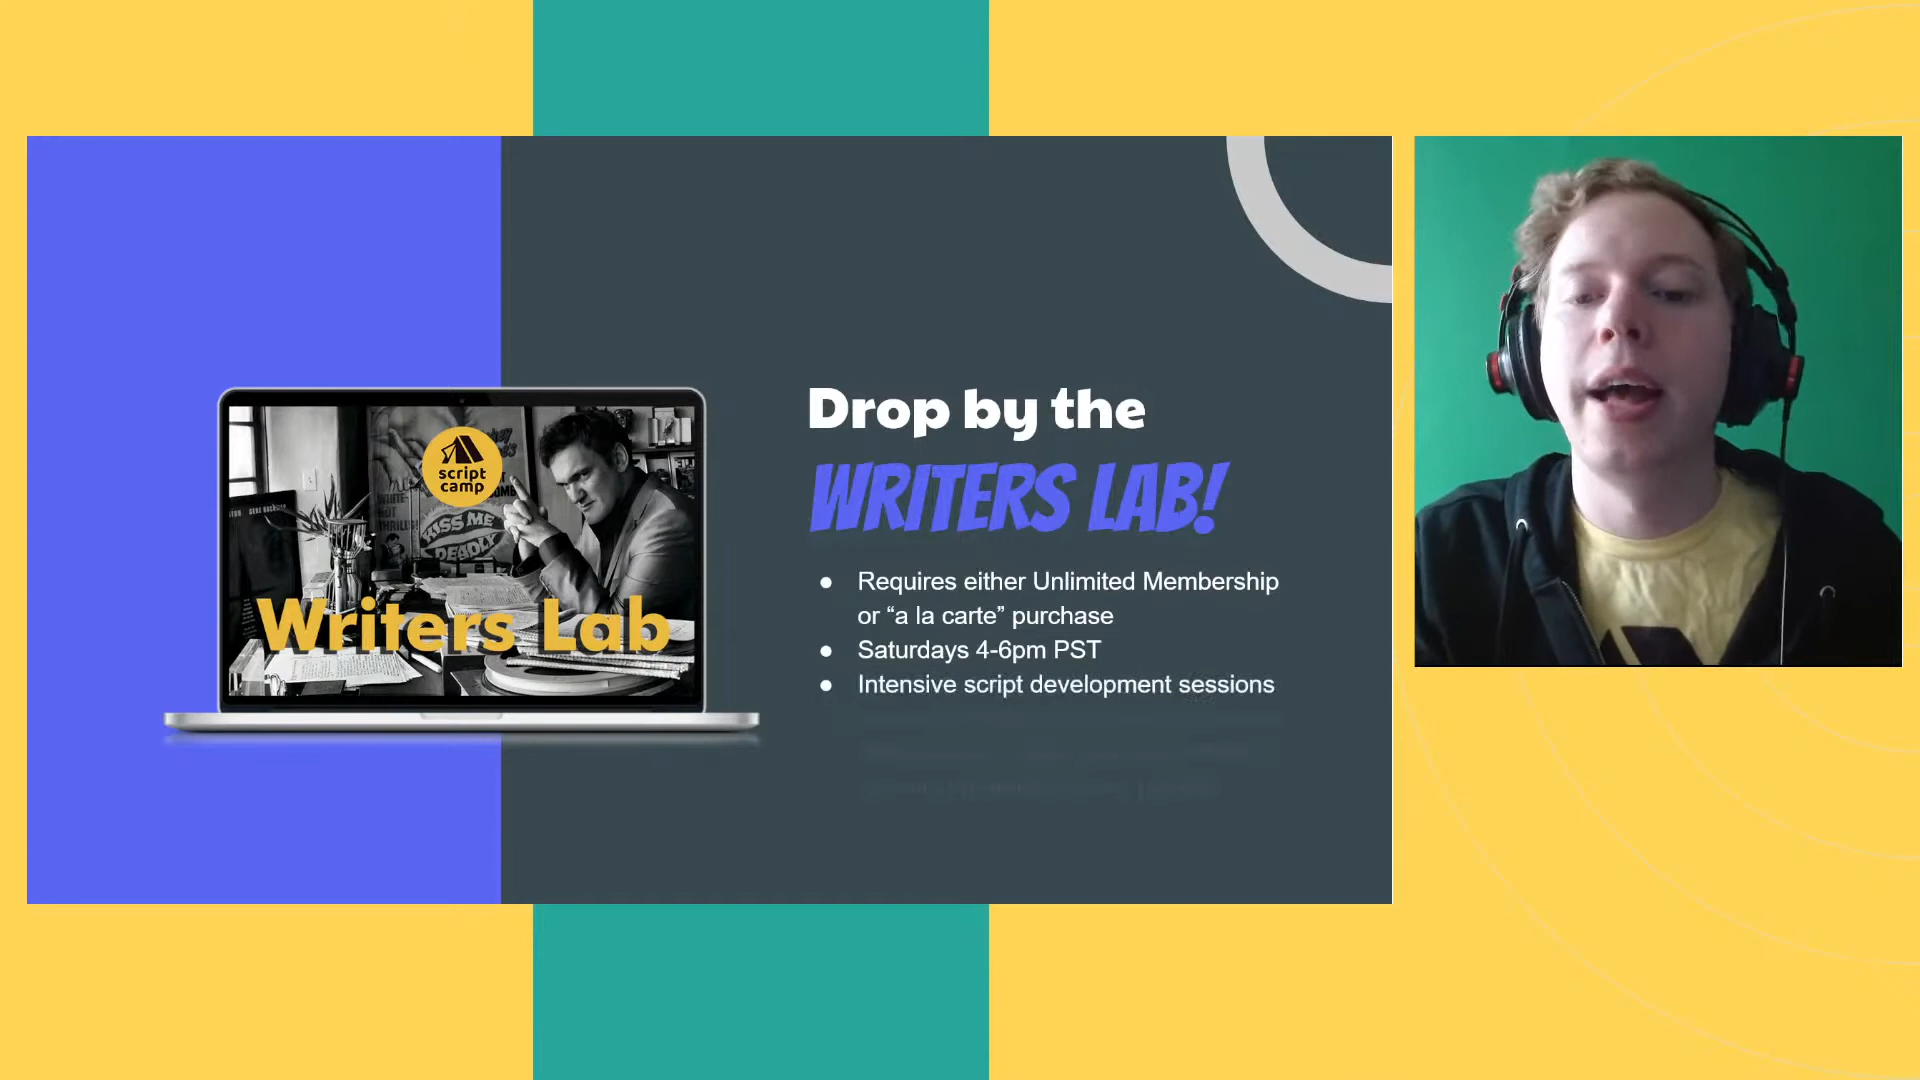 Drop by the
WRITERS LAB!
● Requires either Unlimited Membership
or “a la carte” purchase
● Saturdays 4-6pm PST
● Intensive script development sessions
script
camp
KISS ME
DEADLY
Writers Lab